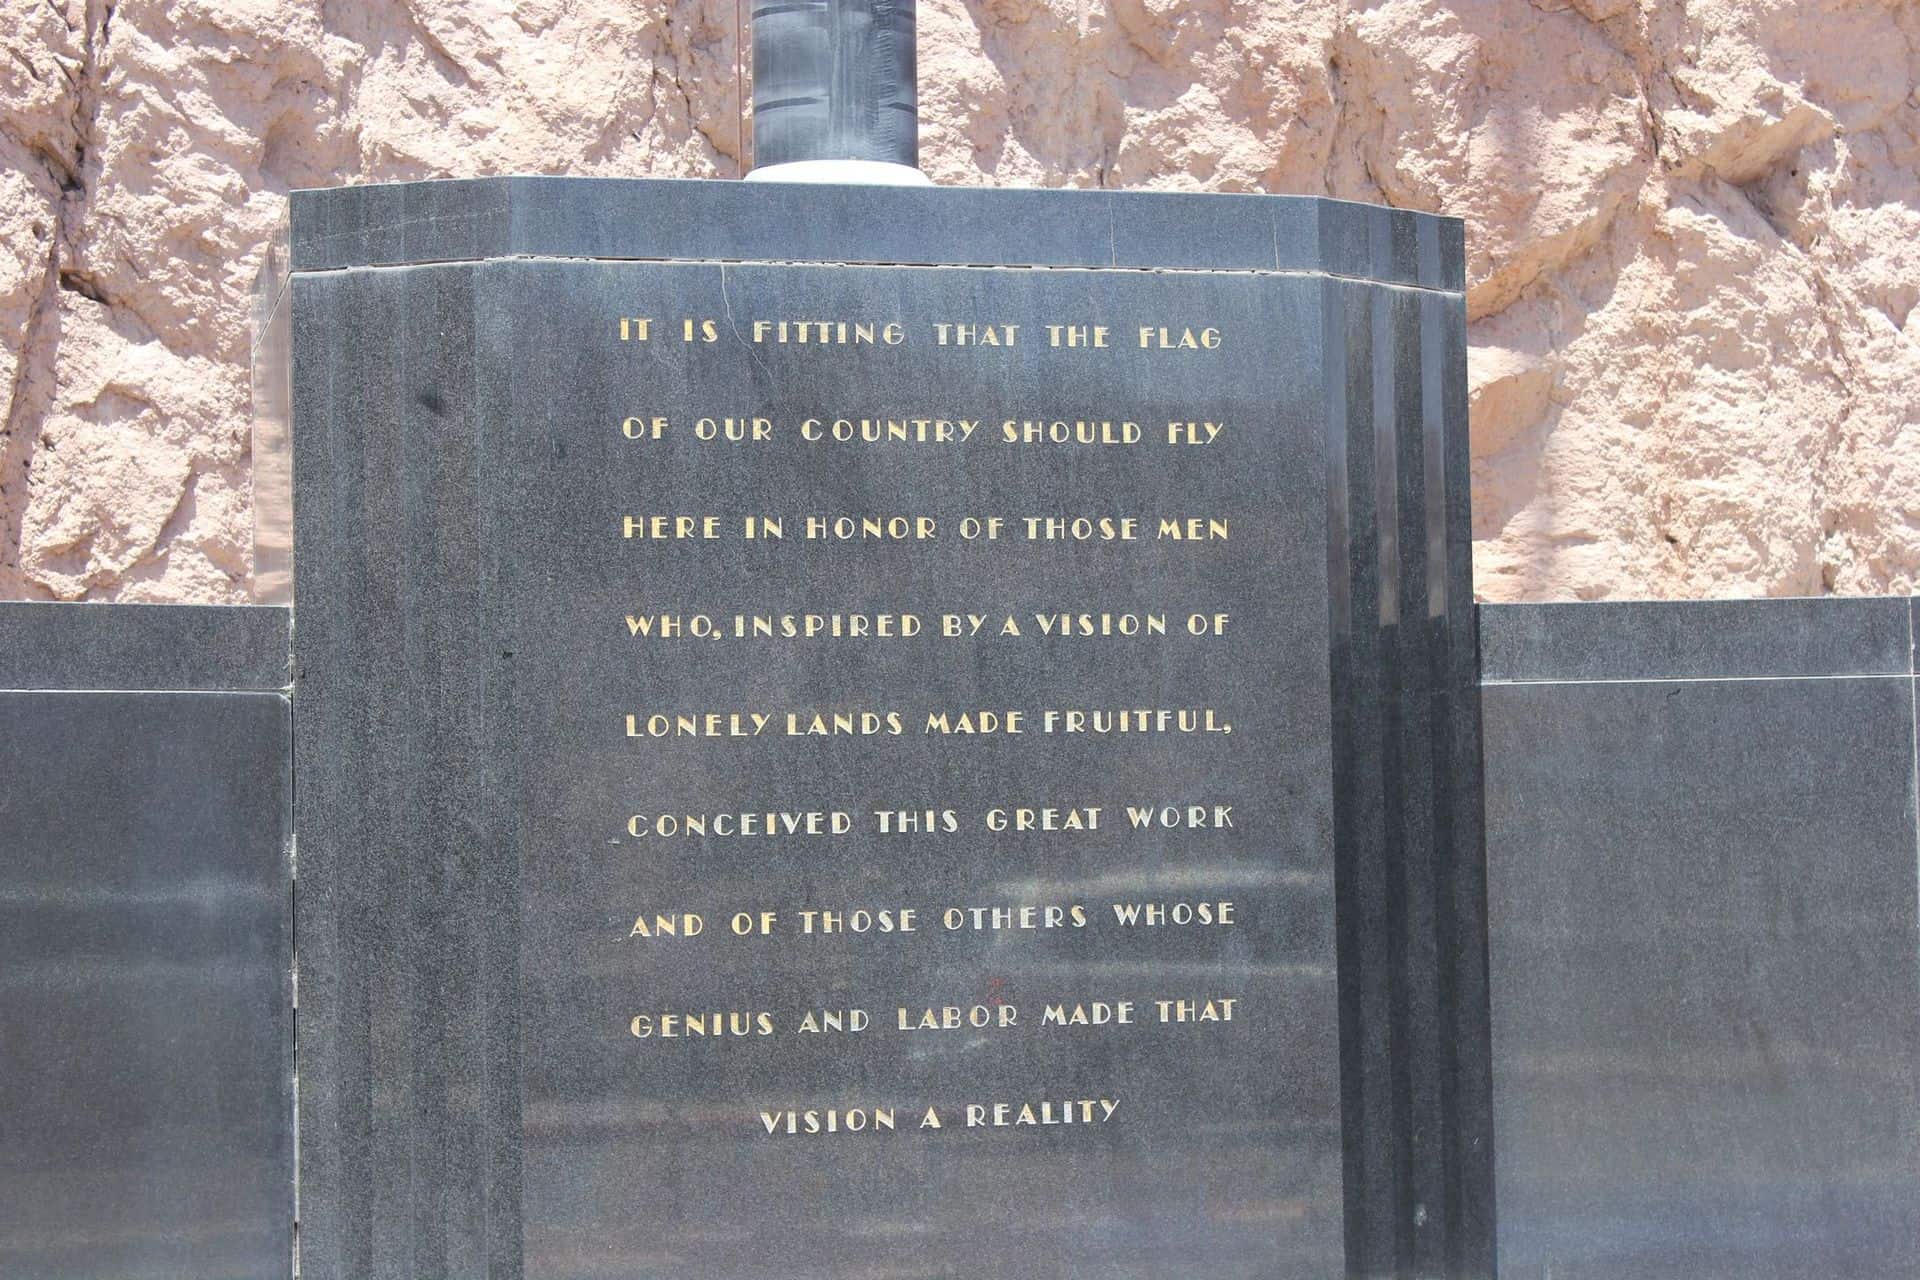 IT IS FITTING THAT THE FLAG
OF OUR COUNTRY SHOULD FLY
HERE IN HONOR OF THOSE MEN
WHO, INSPIRED BY A VISION OF
LONELY LANDS MADE FRUITFUL,
CONCEIVED THIS GREAT WORK
AND OF THOSE OTHERS WHOSE
GENIUS AND LABOR MADE THAT
VISION A REALITY